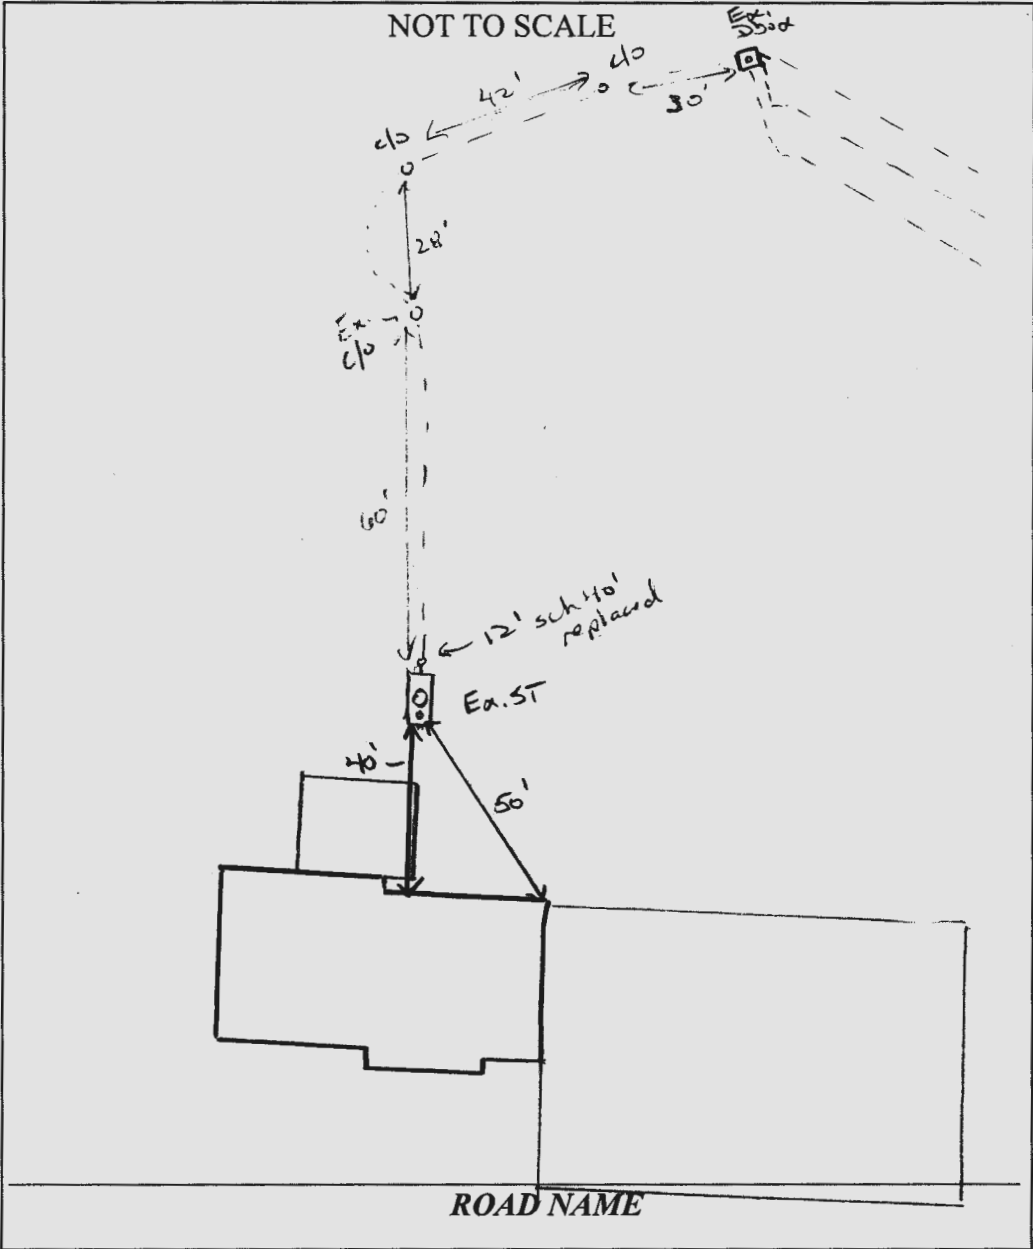 NOT TO SCALE
Ex.
DBox
c/o
42'
30'
c/o
28'
Ex.
c/o
60'
12' sch 40'
replaced
Ex. ST
40'
50'
ROAD NAME